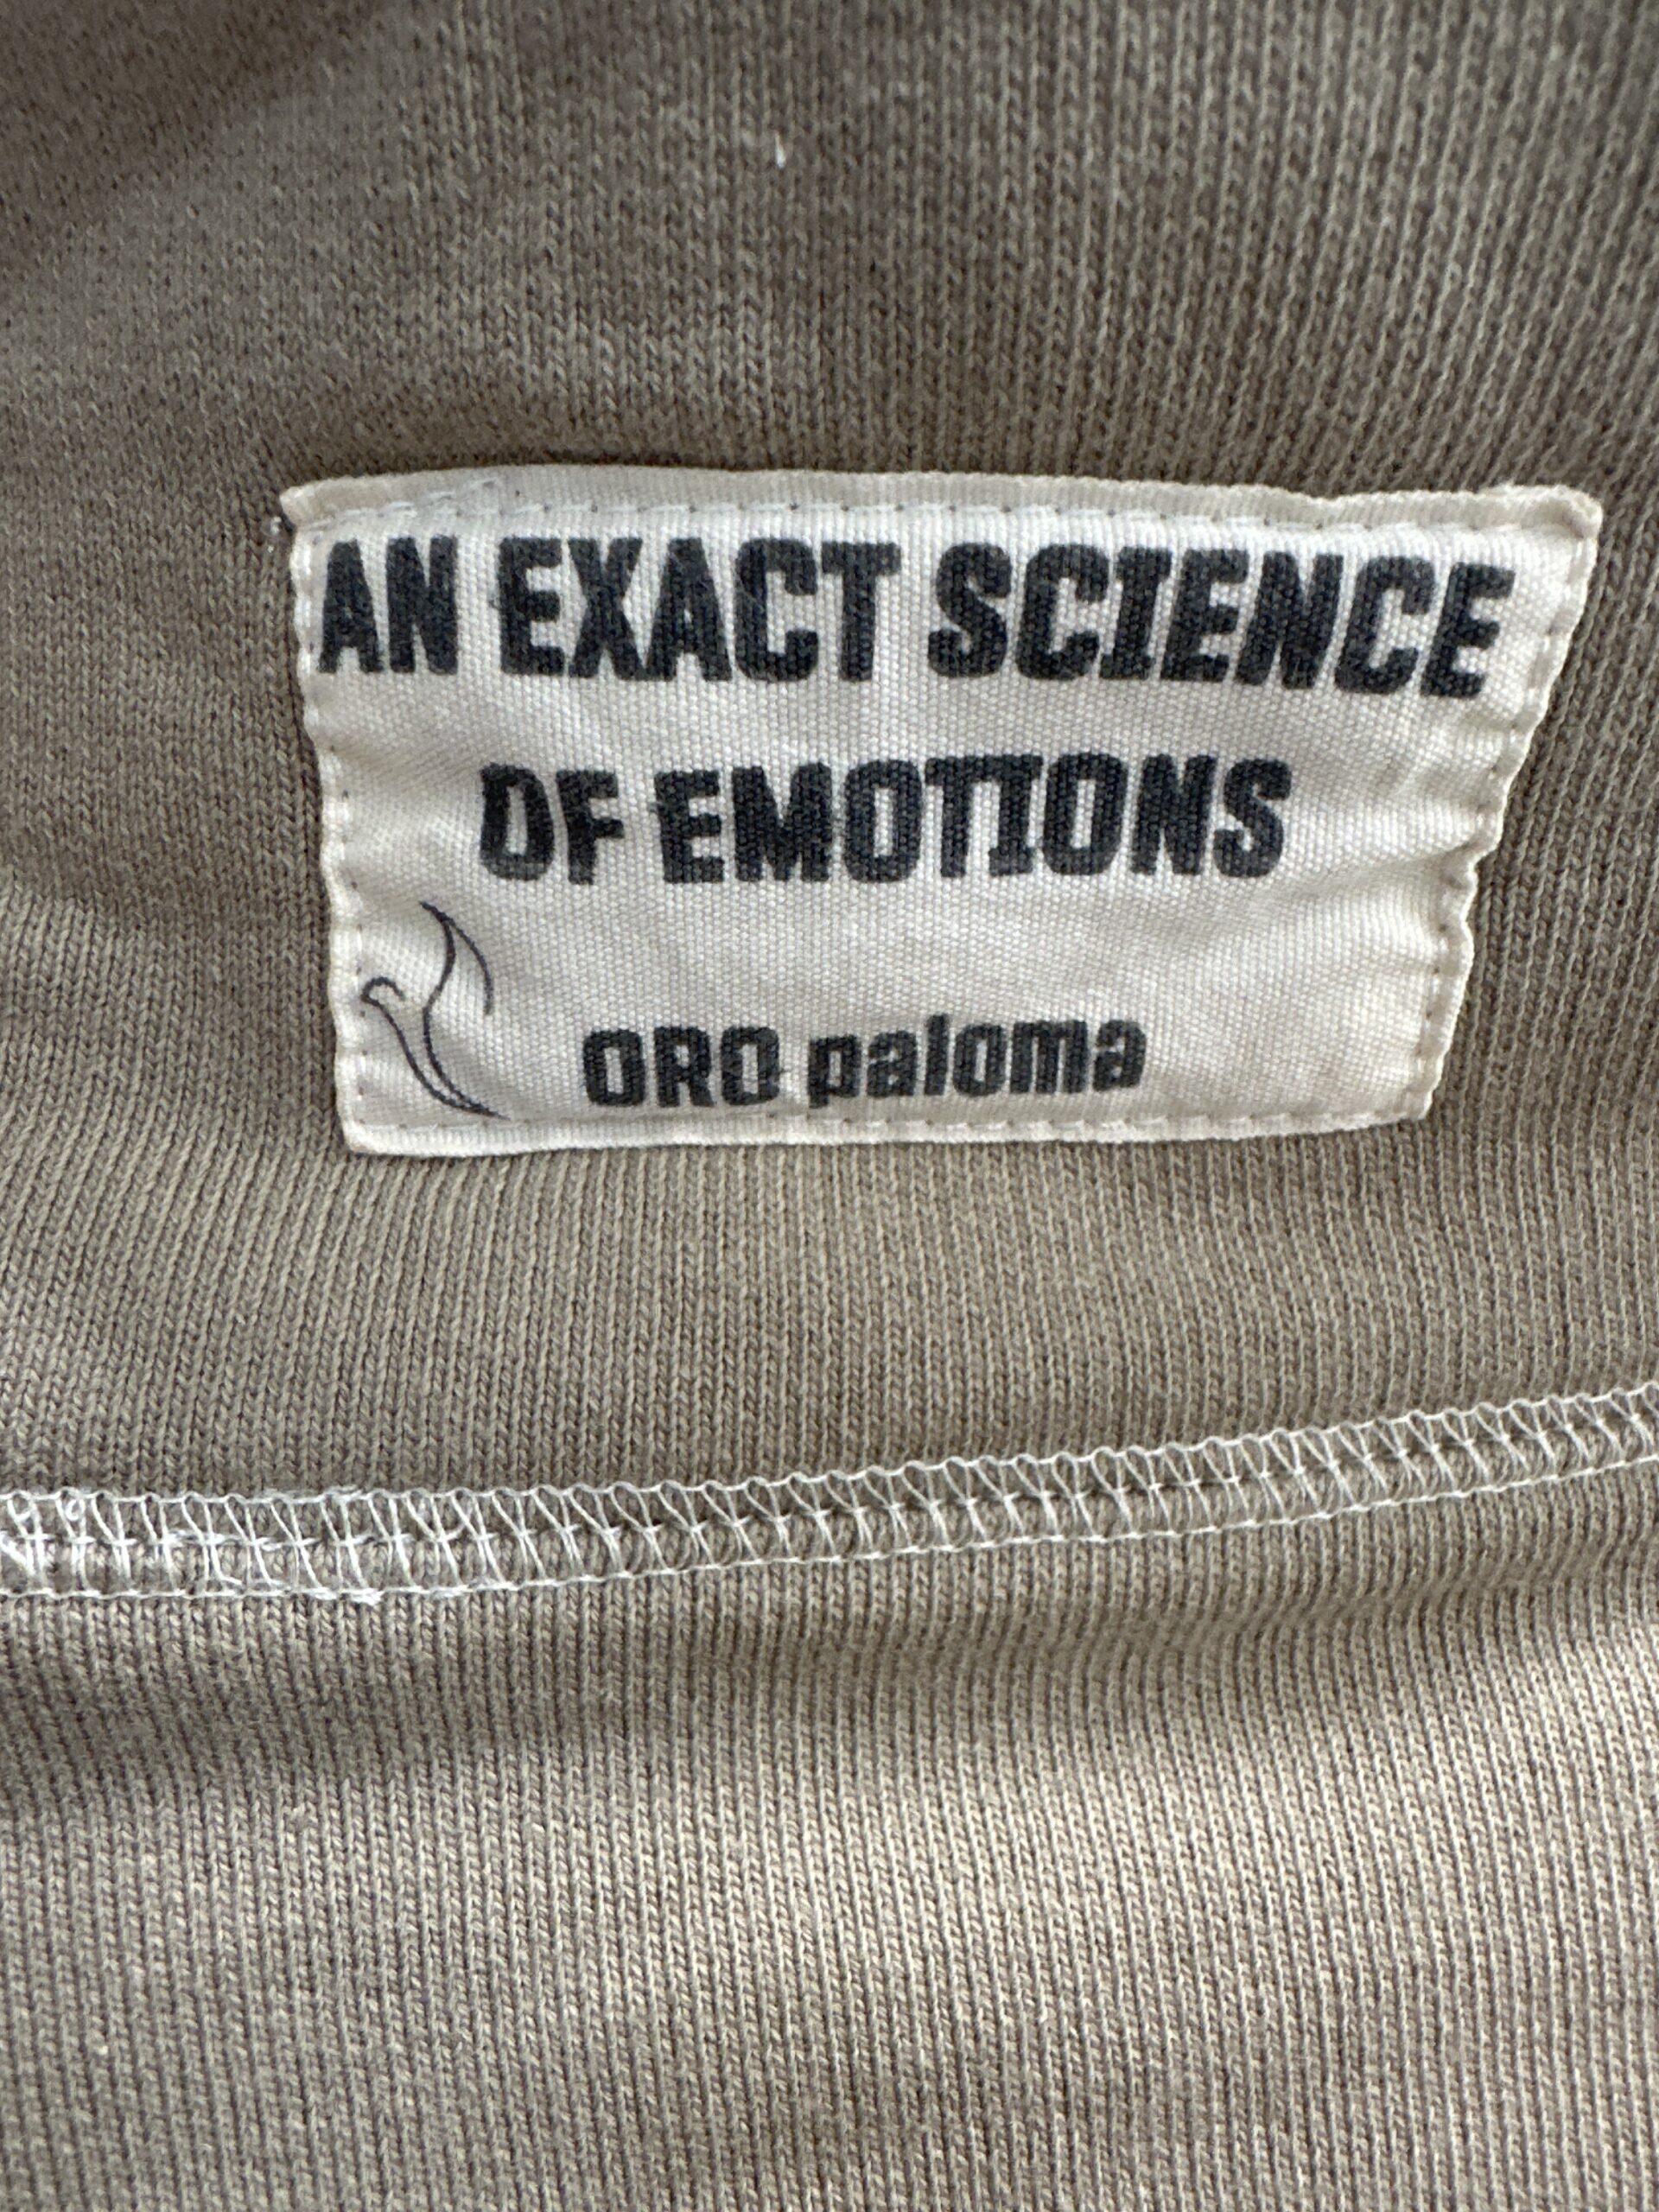 AN EXACT SCIENCE
OF EMOTIONS
ORO paloma